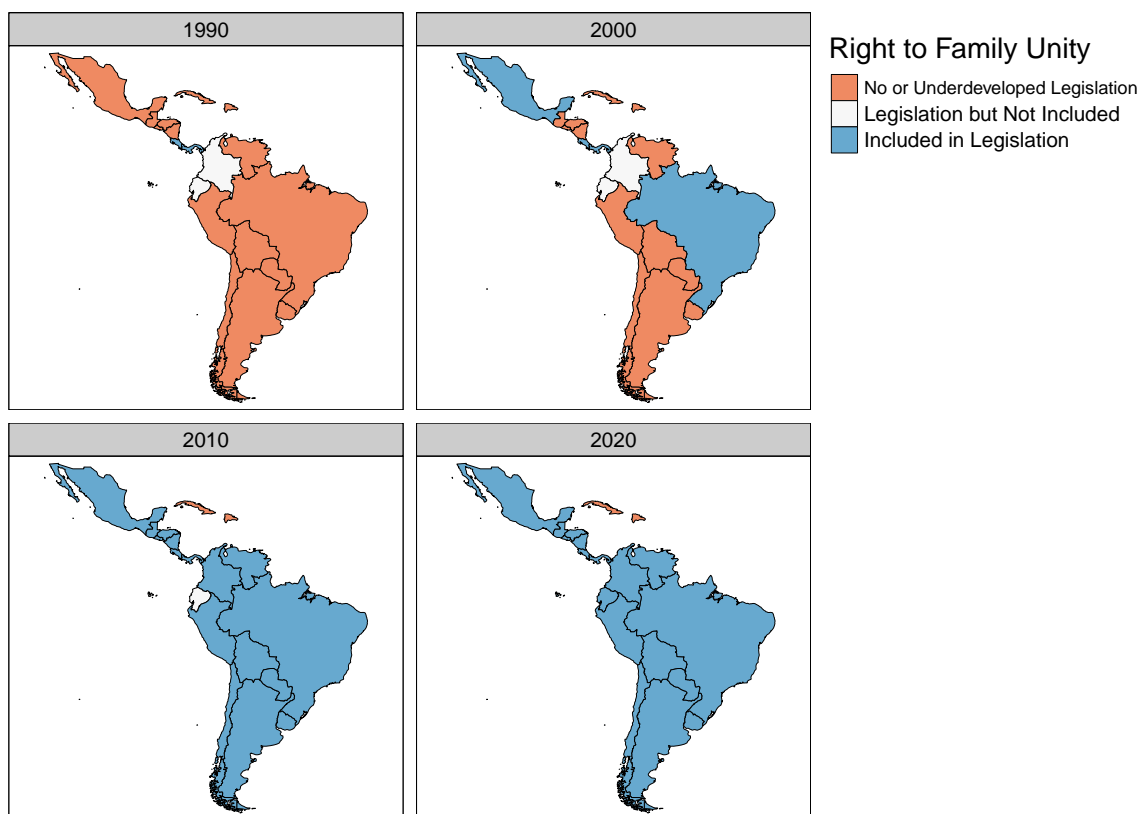 1990
2000
Right to Family Unity
No or Underdeveloped Legislation
Legislation but Not Included
Included in Legislation
2010
2020